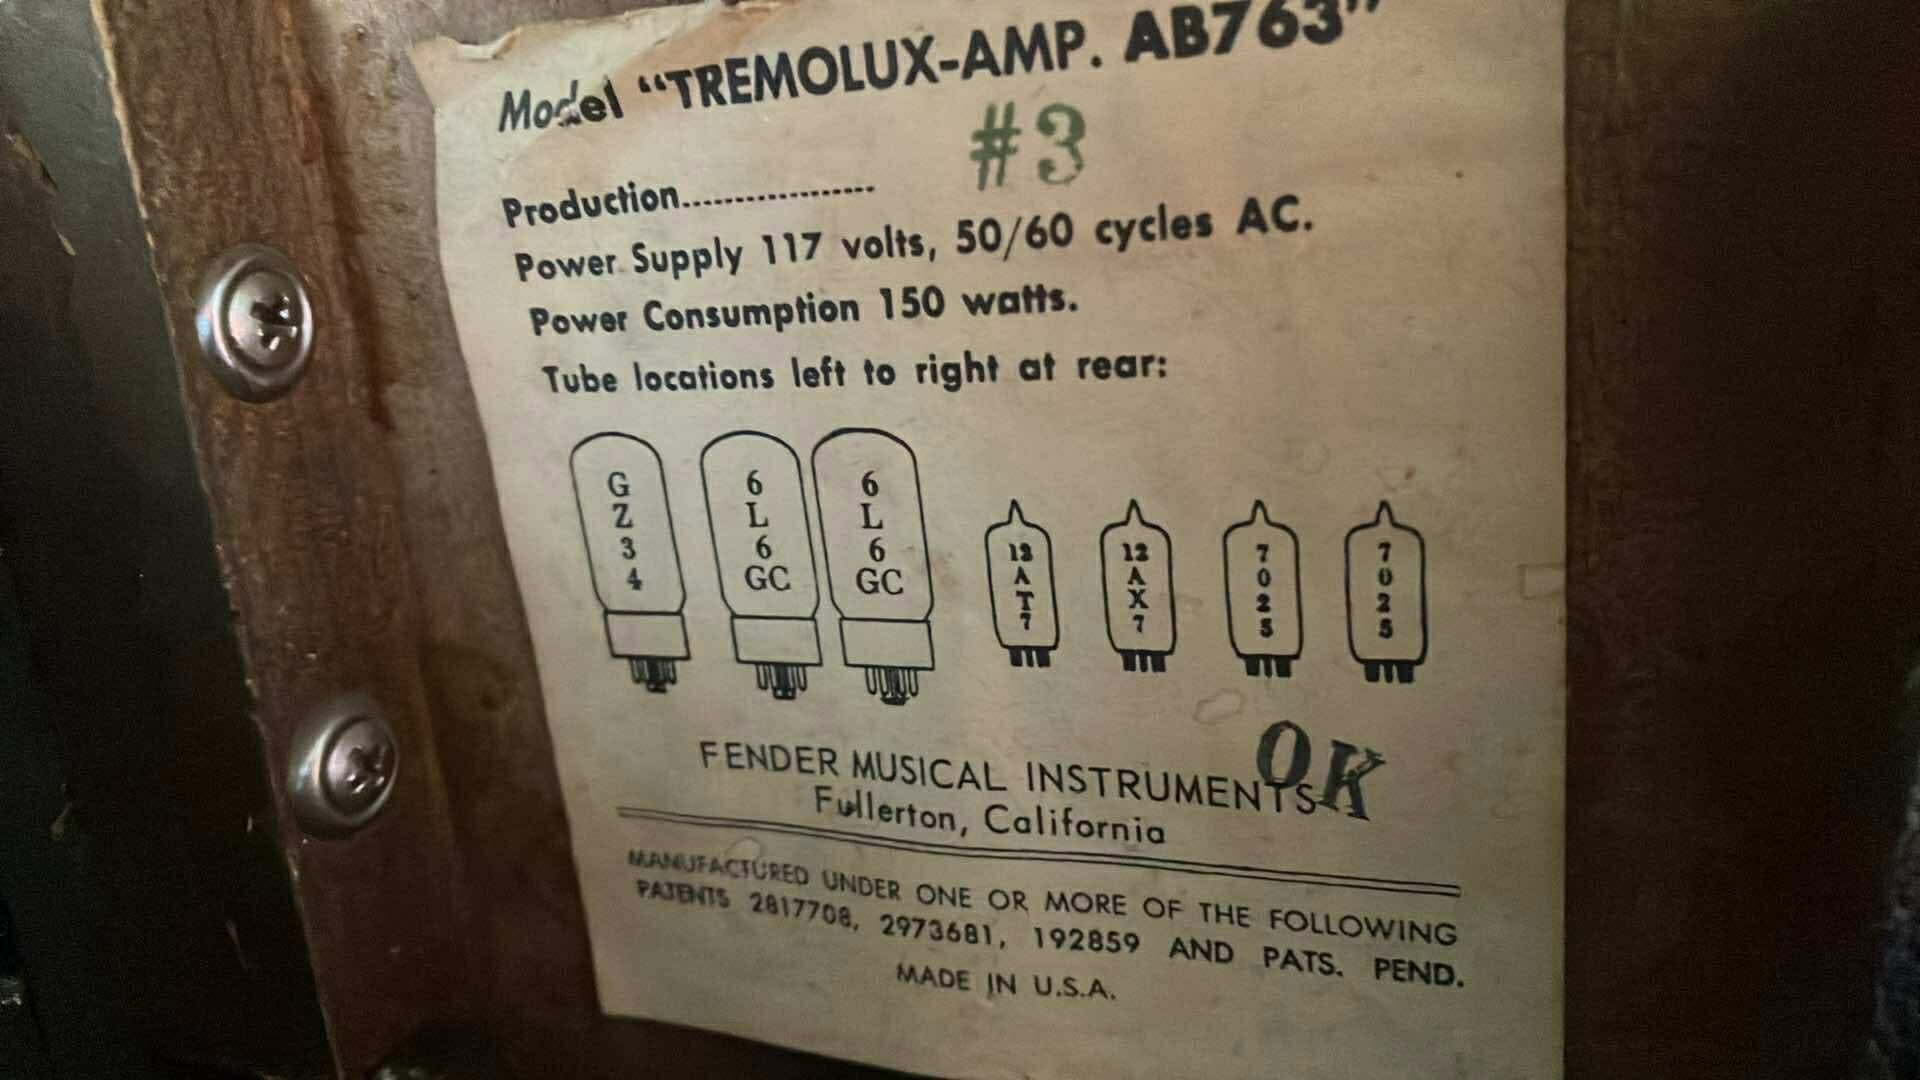 Model "TREMOLUX-AMP. AB763"
#3
Production.................
Power Supply 117 volts, 50/60 cycles AC.
Power Consumption 150 watts.
Tube locations left to right at rear:
GZ34 6L6GC 6L6GC 12AT7 12AX7 7025 7025
OK
FENDER MUSICAL INSTRUMENTS
Fullerton, California
MANUFACTURED UNDER ONE OR MORE OF THE FOLLOWING
PATENTS 2817708, 2973681, 192859 AND PATS. PEND.
MADE IN U.S.A.